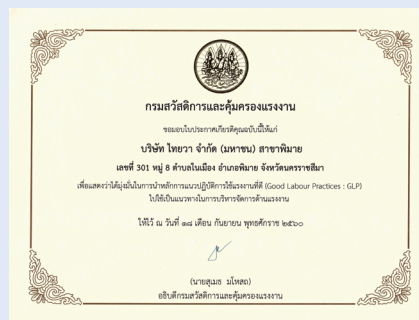 กรมสวัสดิการและคุ้มครองแรงงาน
ขอมอบใบประกาศเกียรติคุณฉบับนี้ให้แก่
บริษัท ไทยวา จำกัด (มหาชน) สาขาพิมาย
เลขที่ 301 หมู่ 8 ตำบลในเมือง อำเภอพิมาย จังหวัดนครราชสีมา
เพื่อแสดงว่าได้มุ่งมั่นในการนำหลักการแนวปฏิบัติการใช้แรงงานที่ดี (Good Labour Practices : GLP)
ไปใช้เป็นแนวทางในการบริหารจัดการด้านแรงงาน
ให้ไว้ ณ วันที่ ๑๘ เดือน กันยายน พุทธศักราช ๒๕๖๐
(นายสุเมธ มโหสถ)
อธิบดีกรมสวัสดิการและคุ้มครองแรงงาน